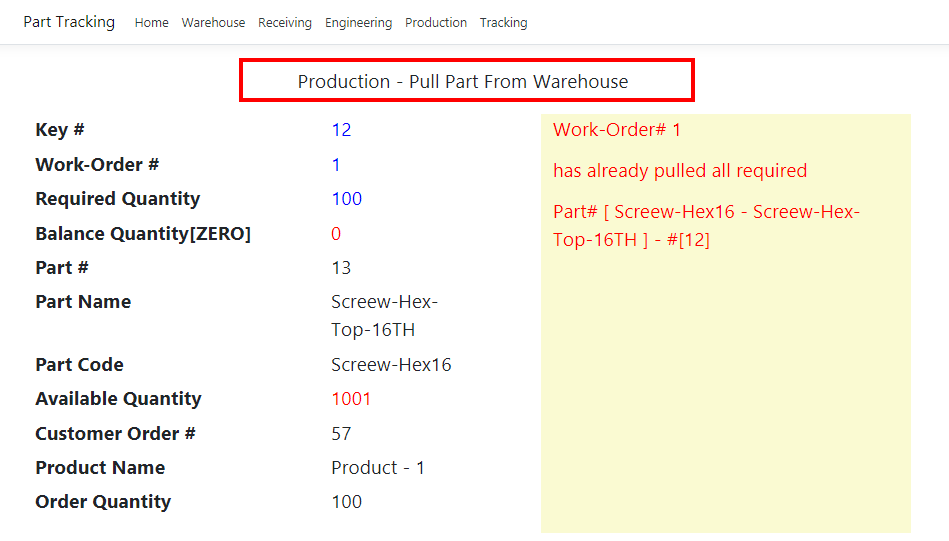 Part Tracking Home Warehouse Receiving Engineering Production Tracking
Production - Pull Part From Warehouse
Key # 12
Work-Order # 1
Required Quantity 100
Balance Quantity[ZERO] 0
Part # 13
Part Name Screew-Hex-
Top-16TH
Part Code Screew-Hex16
Available Quantity 1001
Customer Order # 57
Product Name Product - 1
Order Quantity 100
Work-Order# 1
has already pulled all required
Part# [ Screew-Hex16 - Screew-Hex-
Top-16TH ] - #[12]